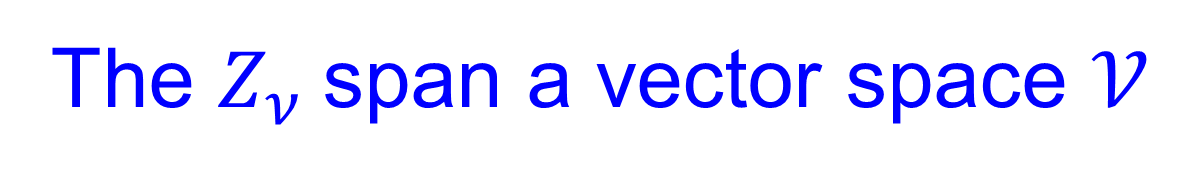 The 𝑍𝜈 span a vector space 𝒱